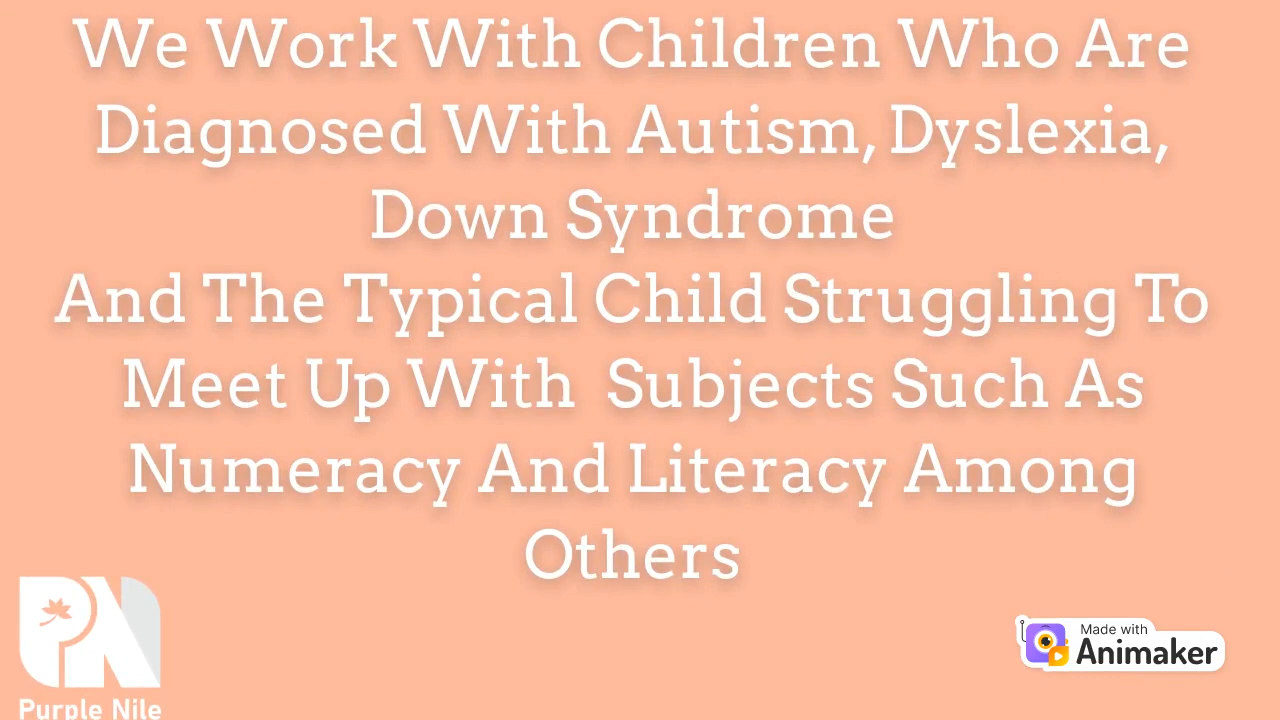 We Work With Children Who Are
Diagnosed With Autism, Dyslexia,
Down Syndrome
And The Typical Child Struggling To
Meet Up With  Subjects Such As
Numeracy And Literacy Among
Others
PN
Purple Nile
Made with
Animaker